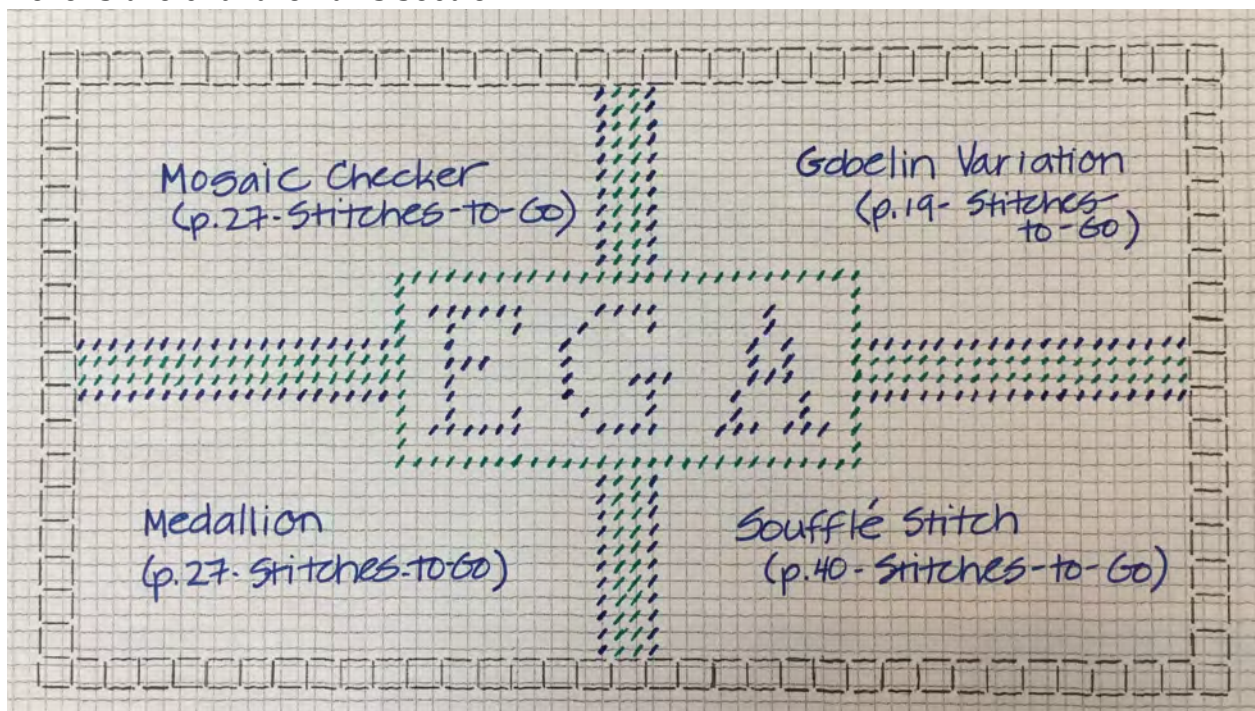 Mosaic Checker
(p.27-Stitches-to-Go)
Gobelin Variation
(p.19- Stitches-
to-Go)
EGA
Medallion
(p.27- Stitches-to Go)
Soufflé Stitch
(p.40- Stitches-to-Go)